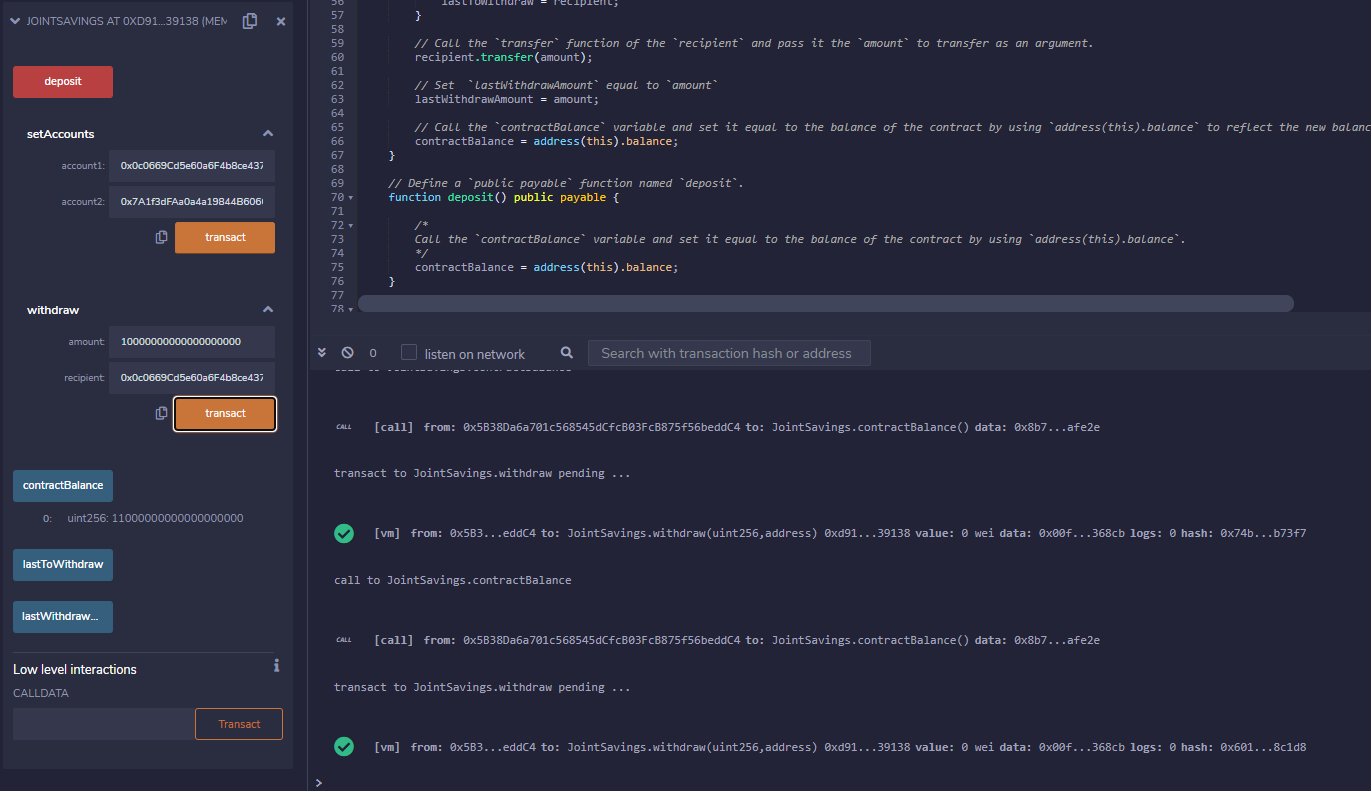 JOINTSAVINGS AT 0XD91...39138 (MEM
deposit
setAccounts
account1: 0x0c0669Cd5e60a6F4b8ce437
account2: 0x7A1f3dFAa0a4a19844B606
transact
withdraw
amount: 10000000000000000000
recipient: 0x0c0669Cd5e60a6F4b8ce437
transact
contractBalance
0: uint256: 11000000000000000000
lastToWithdraw
lastWithdraw...
Low level interactions
CALLDATA
Transact
56 lastToWithdraw = recipient;
57 }
58
59 // Call the `transfer` function of the `recipient` and pass it the `amount` to transfer as an argument.
60 recipient.transfer(amount);
61
62 // Set  `lastWithdrawAmount` equal to `amount`
63 lastWithdrawAmount = amount;
64
65 // Call the `contractBalance` variable and set it equal to the balance of the contract by using `address(this).balance` to reflect the new balanc
66 contractBalance = address(this).balance;
67 }
68
69 // Define a `public payable` function named `deposit`.
70 function deposit() public payable {
71
72 /*
73 Call the `contractBalance` variable and set it equal to the balance of the contract by using `address(this).balance`.
74 */
75 contractBalance = address(this).balance;
76 }
77
78
0 listen on network Search with transaction hash or address
call to JointSavings.contractBalance
CALL [call] from: 0x5B38Da6a701c568545dCfcB03FcB875f56beddC4 to: JointSavings.contractBalance() data: 0x8b7...afe2e
transact to JointSavings.withdraw pending ...
[vm] from: 0x5B3...eddC4 to: JointSavings.withdraw(uint256,address) 0xd91...39138 value: 0 wei data: 0x00f...368cb logs: 0 hash: 0x74b...b73f7
call to JointSavings.contractBalance
CALL [call] from: 0x5B38Da6a701c568545dCfcB03FcB875f56beddC4 to: JointSavings.contractBalance() data: 0x8b7...afe2e
transact to JointSavings.withdraw pending ...
[vm] from: 0x5B3...eddC4 to: JointSavings.withdraw(uint256,address) 0xd91...39138 value: 0 wei data: 0x00f...368cb logs: 0 hash: 0x601...8c1d8
>